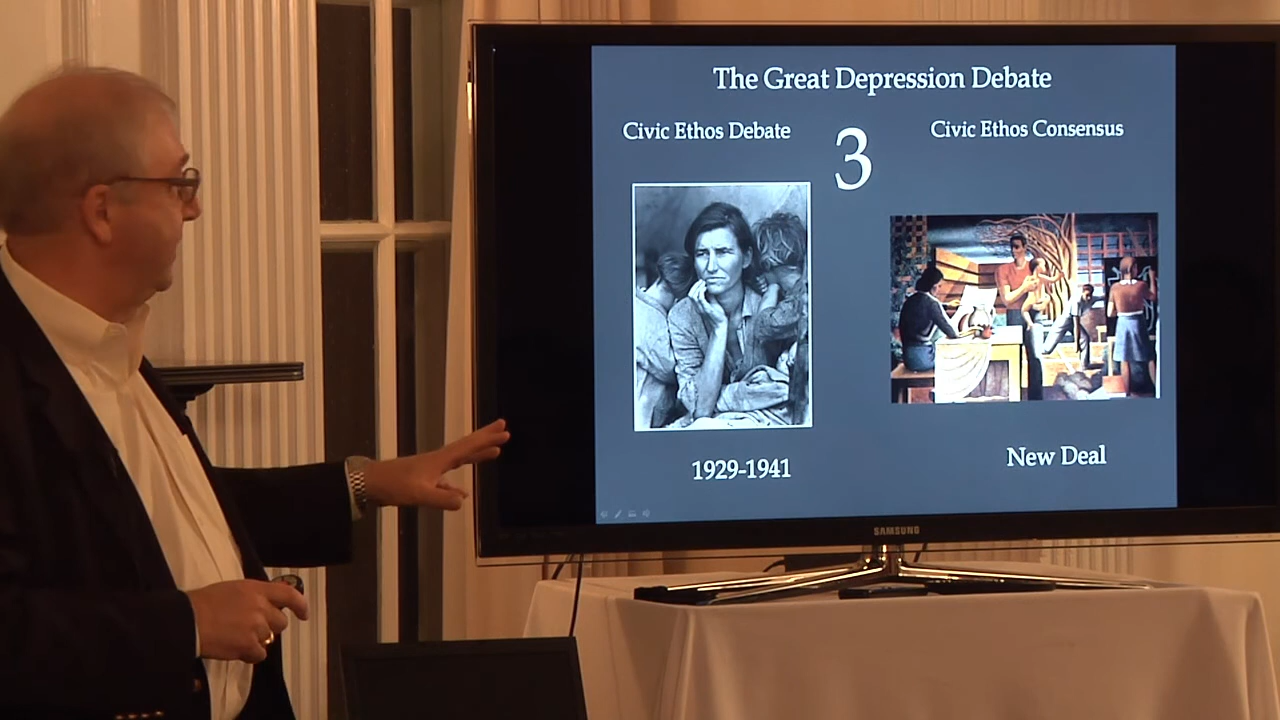 The Great Depression Debate
Civic Ethos Debate
3
Civic Ethos Consensus
1929-1941
New Deal
SAMSUNG